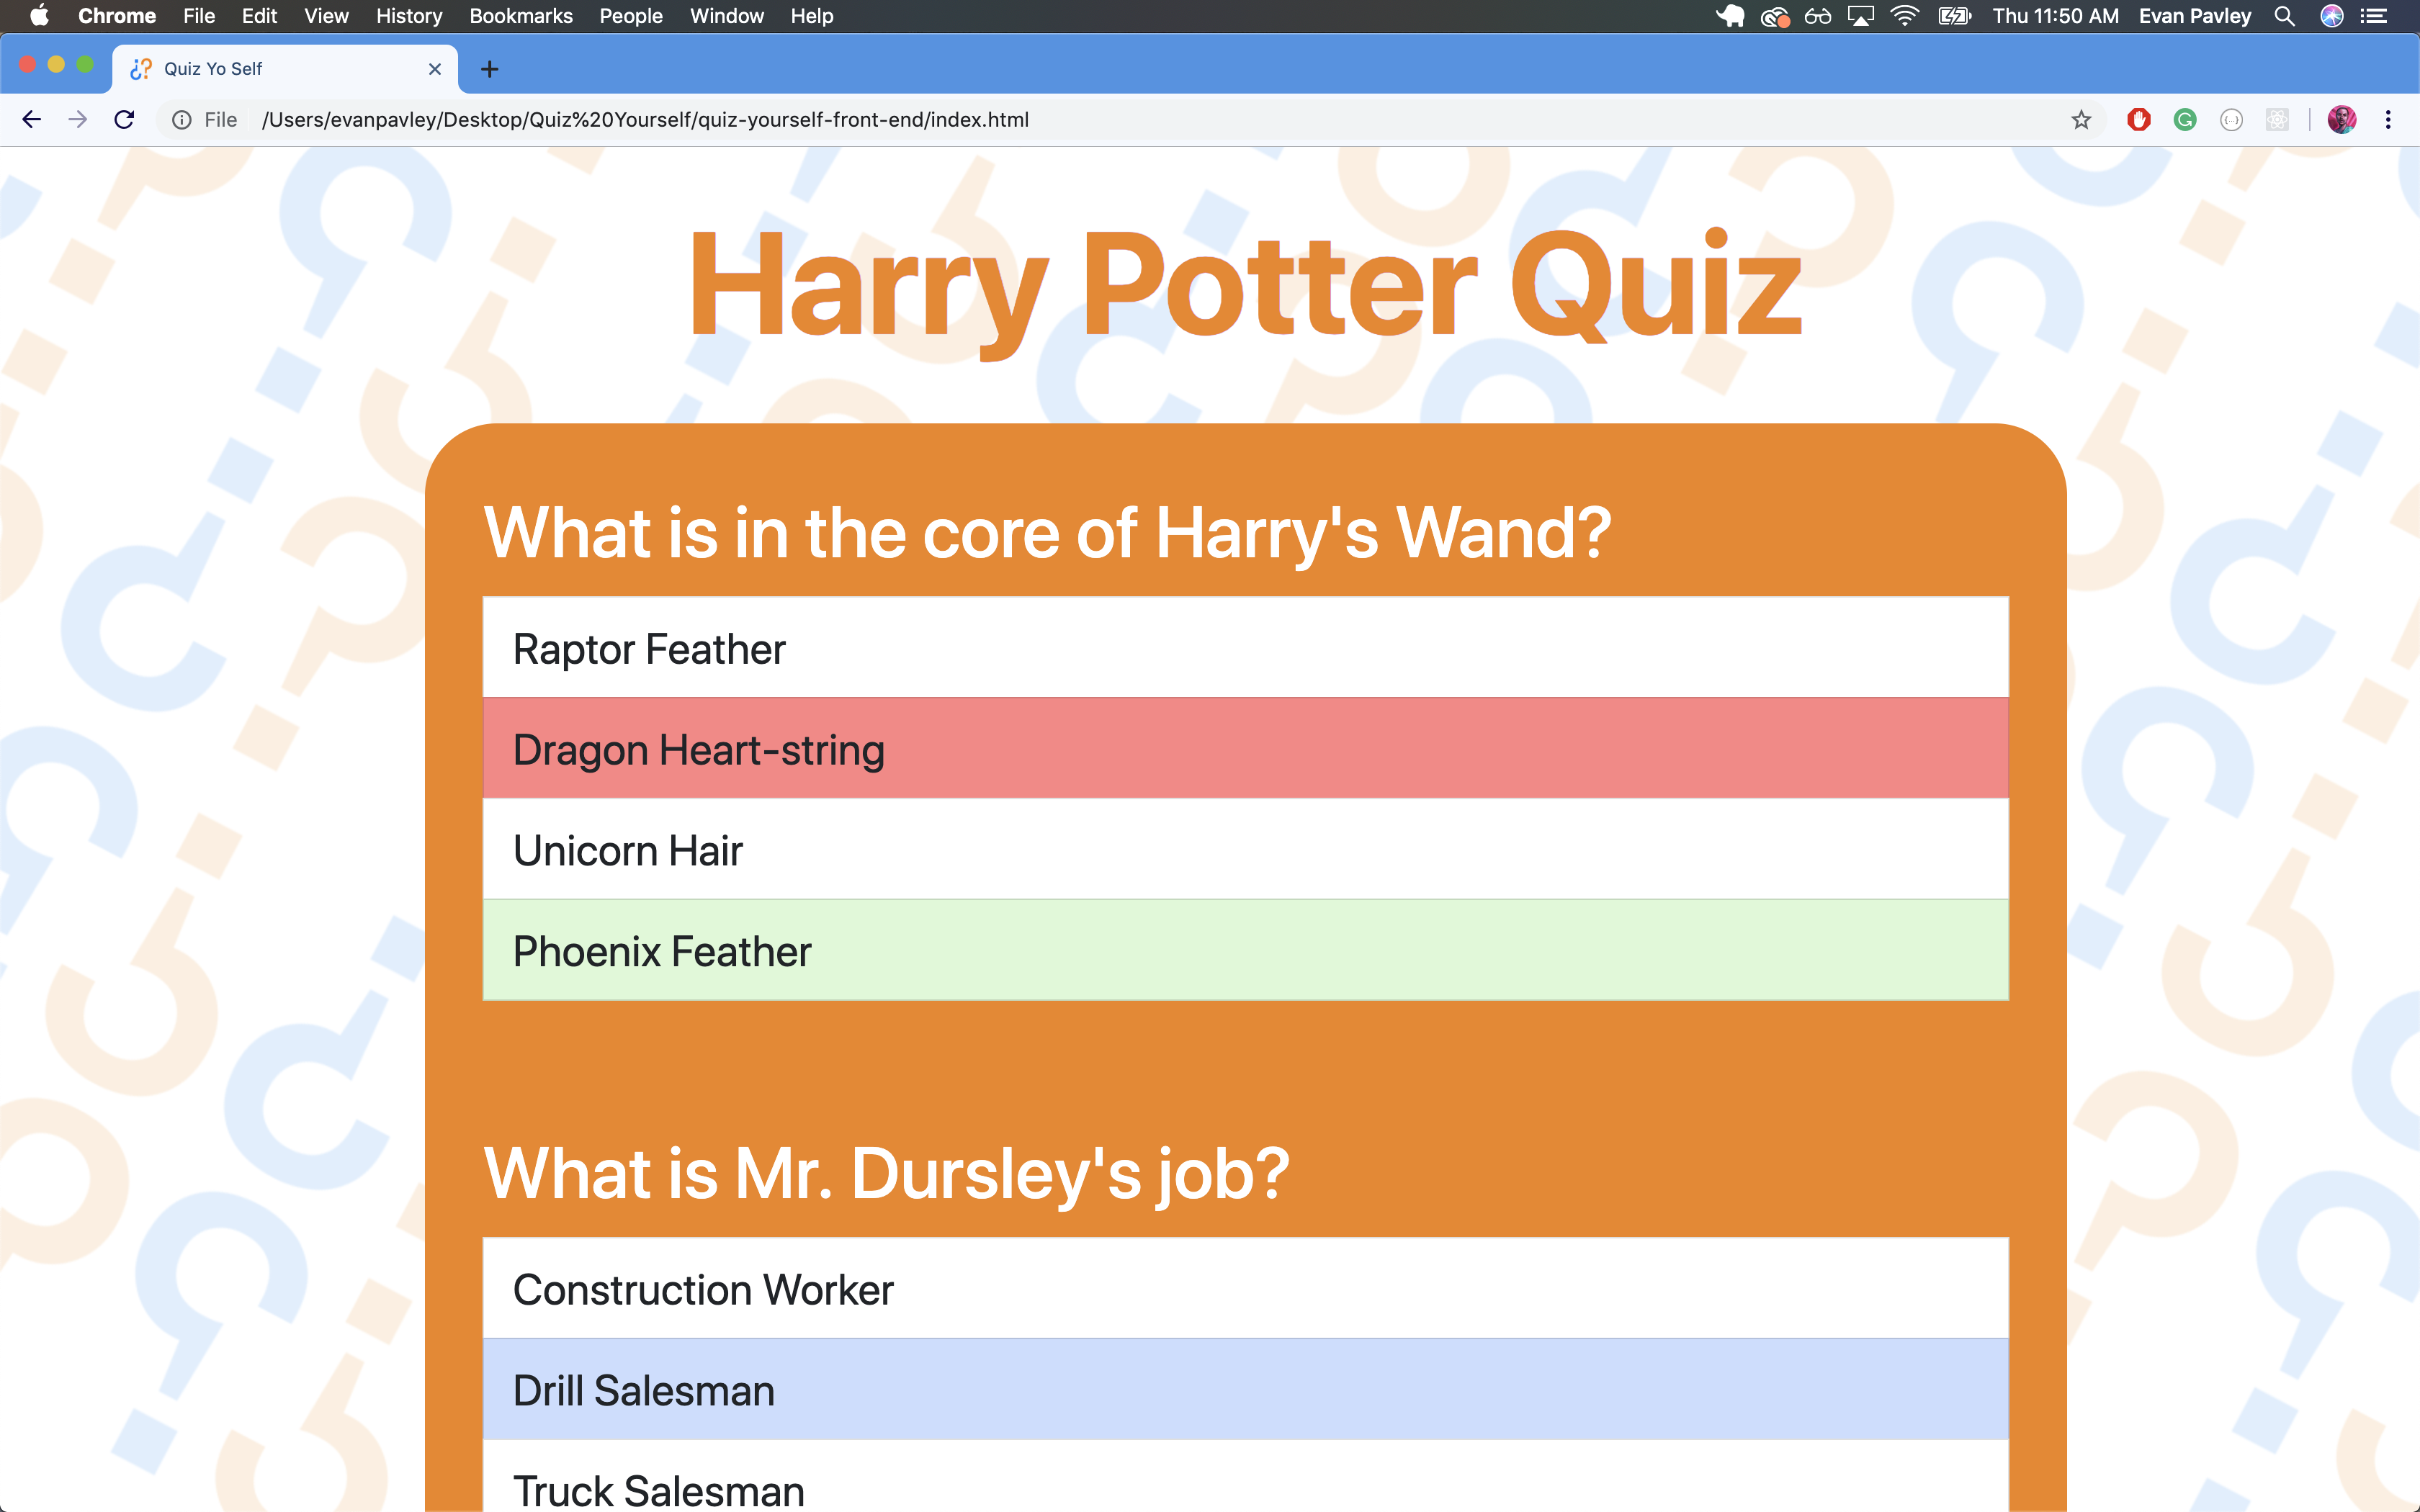 Chrome File Edit View History Bookmarks People Window Help Thu 11:50 AM Evan Pavley
Quiz Yo Self
File /Users/evanpavley/Desktop/Quiz%20Yourself/quiz-yourself-front-end/index.html
Harry Potter Quiz
What is in the core of Harry's Wand?
Raptor Feather
Dragon Heart-string
Unicorn Hair
Phoenix Feather
What is Mr. Dursley's job?
Construction Worker
Drill Salesman
Truck Salesman